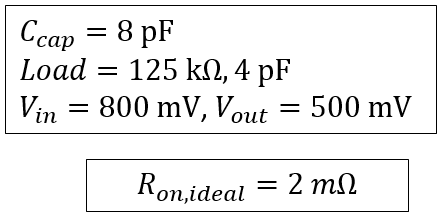 C_cap = 8 pF
Load = 125 kΩ, 4 pF
V_in = 800 mV, V_out = 500 mV
R_on,ideal = 2 mΩ